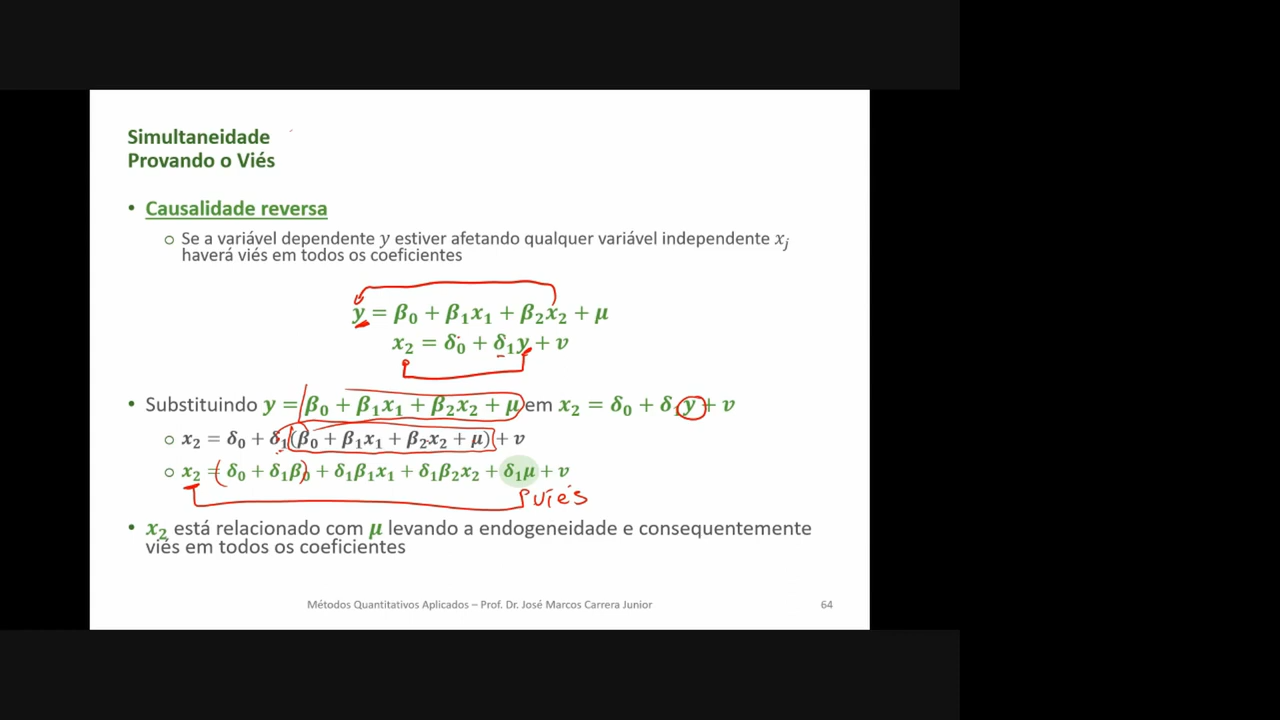 Simultaneidade
Provando o Viés
• Causalidade reversa
○ Se a variável dependente y estiver afetando qualquer variável independente xⱼ
haverá viés em todos os coeficientes
y = β₀ + β₁x₁ + β₂x₂ + μ
x₂ = δ₀ + δ₁y + v
• Substituindo y = β₀ + β₁x₁ + β₂x₂ + μ em x₂ = δ₀ + δ₁y + v
○ x₂ = δ₀ + δ₁(β₀ + β₁x₁ + β₂x₂ + μ) + v
○ x₂ = δ₀ + δ₁β₀ + δ₁β₁x₁ + δ₁β₂x₂ + δ₁μ + v
viés
• x₂ está relacionado com μ levando a endogeneidade e consequentemente
viés em todos os coeficientes
Métodos Quantitativos Aplicados – Prof. Dr. José Marcos Carrera Junior 64